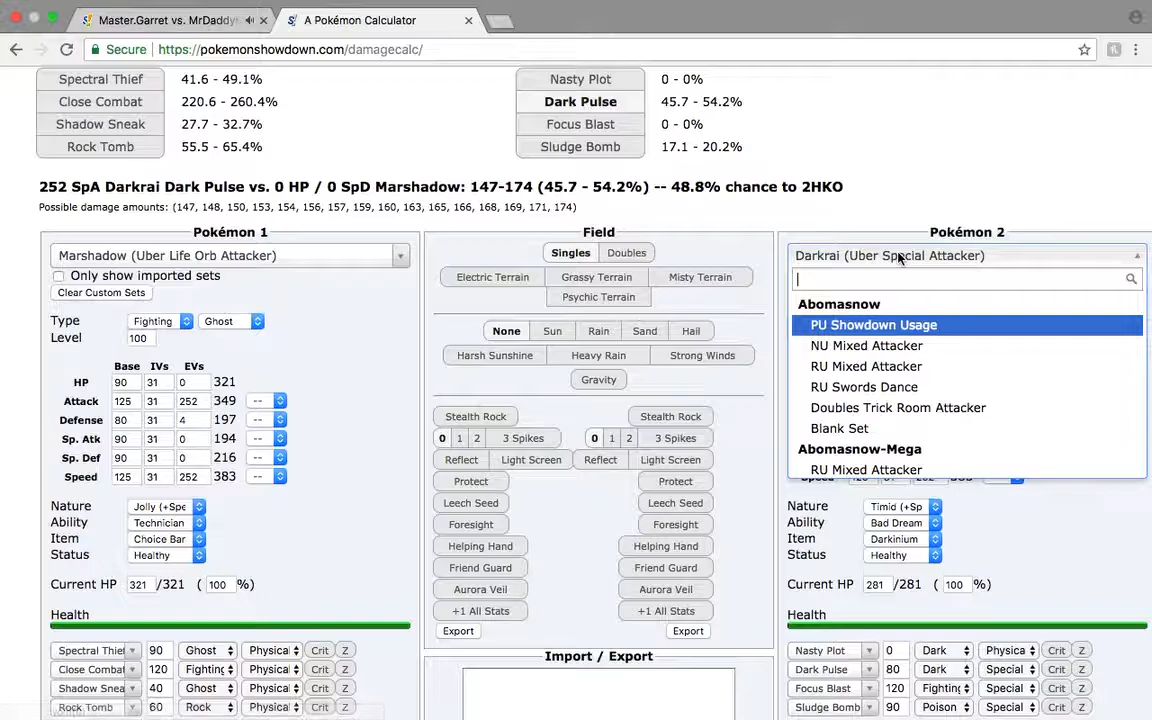 Master.Garret vs. MrDaddy
A Pokémon Calculator
Secure https://pokemonshowdown.com/damagecalc/
Spectral Thief 41.6 - 49.1% Nasty Plot 0 - 0%
Close Combat 220.6 - 260.4% Dark Pulse 45.7 - 54.2%
Shadow Sneak 27.7 - 32.7% Focus Blast 0 - 0%
Rock Tomb 55.5 - 65.4% Sludge Bomb 17.1 - 20.2%
252 SpA Darkrai Dark Pulse vs. 0 HP / 0 SpD Marshadow: 147-174 (45.7 - 54.2%) -- 48.8% chance to 2HKO
Possible damage amounts: (147, 148, 150, 153, 154, 156, 157, 159, 160, 163, 165, 166, 168, 169, 171, 174)
Pokémon 1
Marshadow (Uber Life Orb Attacker)
Only show imported sets
Clear Custom Sets
Type Fighting Ghost
Level 100
Base IVs EVs
HP 90 31 0 321
Attack 125 31 252 349 --
Defense 80 31 4 197 --
Sp. Atk 90 31 0 194 --
Sp. Def 90 31 0 216 --
Speed 125 31 252 383 --
Nature Jolly (+Spe
Ability Technician
Item Choice Bar
Status Healthy
Current HP 321 /321 ( 100 %)
Health
Spectral Thief 90 Ghost Physical Crit Z
Close Combat 120 Fighting Physical Crit Z
Shadow Snea 40 Ghost Physical Crit Z
Rock Tomb 60 Rock Physical Crit Z
Field
Singles Doubles
Electric Terrain Grassy Terrain Misty Terrain
Psychic Terrain
None Sun Rain Sand Hail
Harsh Sunshine Heavy Rain Strong Winds
Gravity
Stealth Rock Stealth Rock
0 1 2 3 Spikes 0 1 2 3 Spikes
Reflect Light Screen Reflect Light Screen
Protect Protect
Leech Seed Leech Seed
Foresight Foresight
Helping Hand Helping Hand
Friend Guard Friend Guard
Aurora Veil Aurora Veil
+1 All Stats +1 All Stats
Export Export
Import / Export
Pokémon 2
Darkrai (Uber Special Attacker)
Abomasnow
PU Showdown Usage
NU Mixed Attacker
RU Mixed Attacker
RU Swords Dance
Doubles Trick Room Attacker
Blank Set
Abomasnow-Mega
RU Mixed Attacker
Nature Timid (+Sp
Ability Bad Dream
Item Darkinium
Status Healthy
Current HP 281 /281 ( 100 %)
Health
Nasty Plot 0 Dark Physica Crit Z
Dark Pulse 80 Dark Special Crit Z
Focus Blast 120 Fighting Special Crit Z
Sludge Bomb 90 Poison Special Crit Z